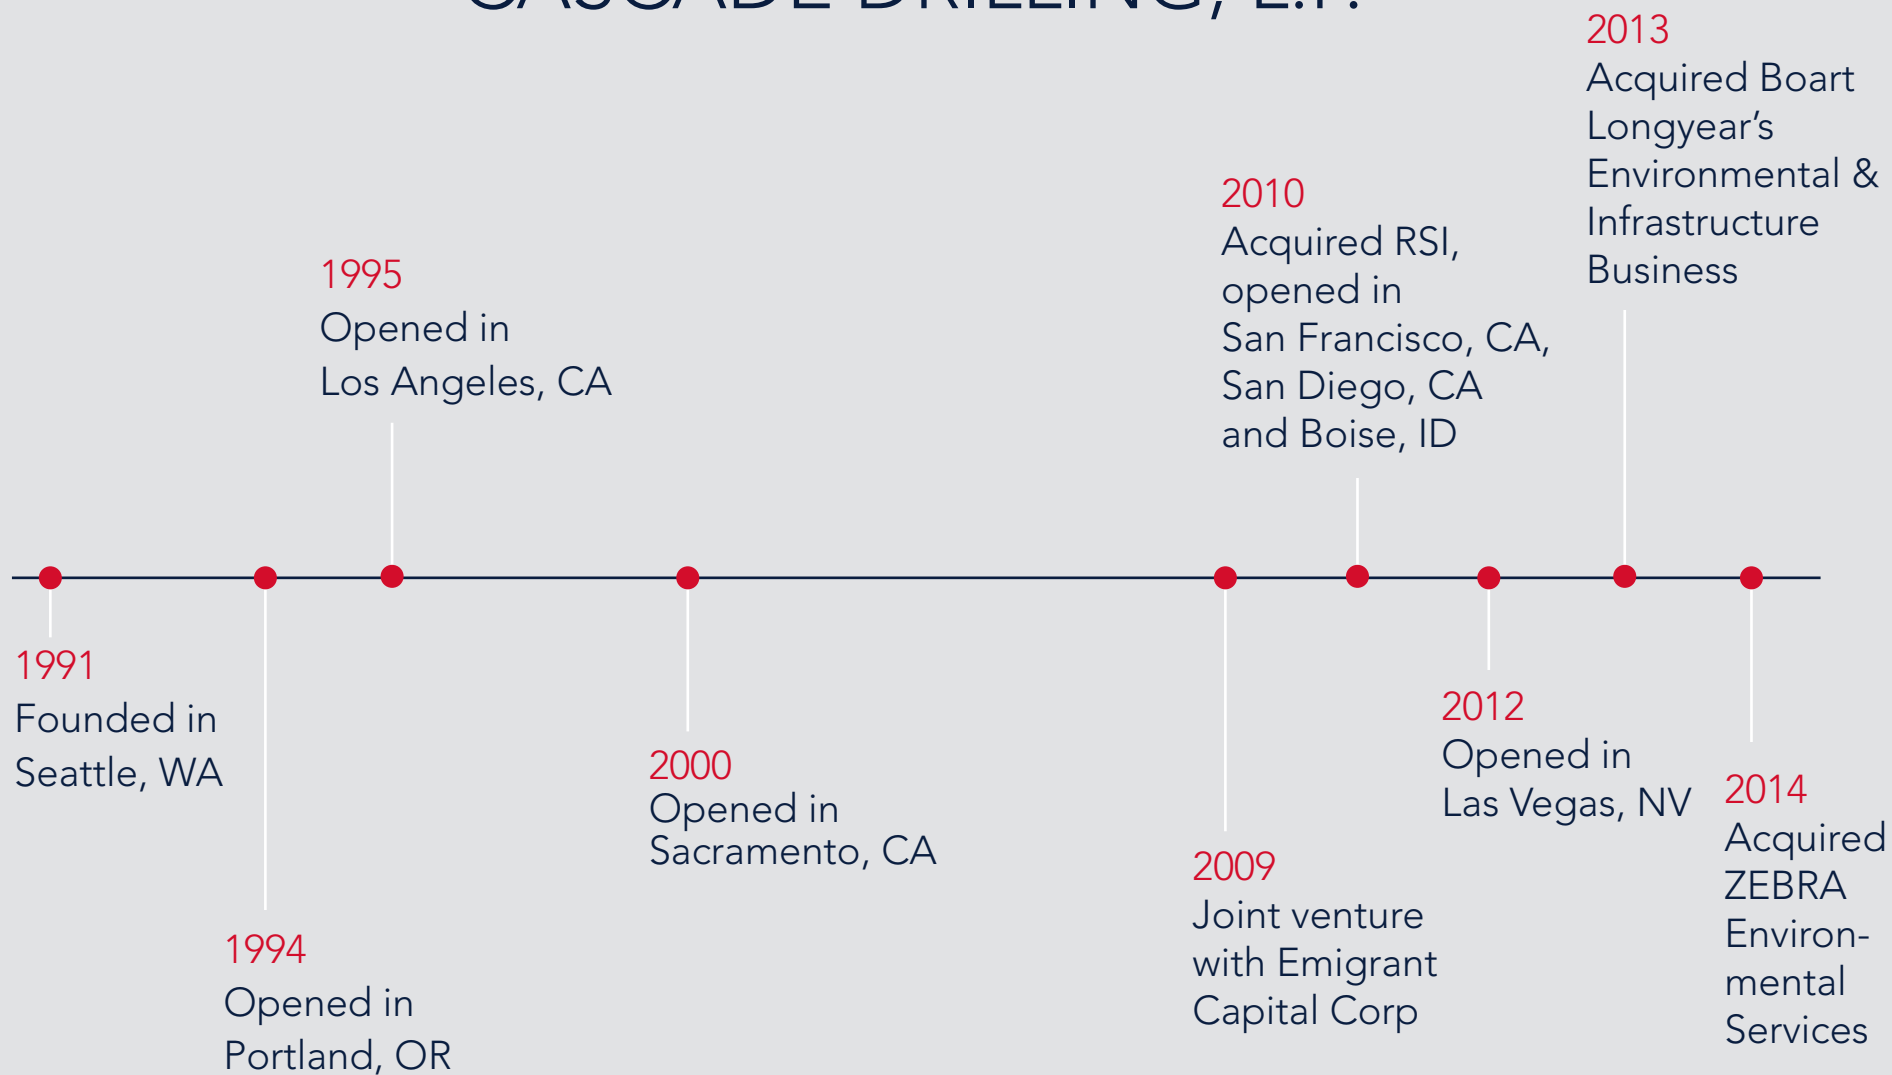 CASCADE DRILLING, L.P.
1991
Founded in
Seattle, WA
1994
Opened in
Portland, OR
1995
Opened in
Los Angeles, CA
2000
Opened in
Sacramento, CA
2009
Joint venture
with Emigrant
Capital Corp
2010
Acquired RSI,
opened in
San Francisco, CA,
San Diego, CA
and Boise, ID
2012
Opened in
Las Vegas, NV
2013
Acquired Boart
Longyear’s
Environmental &
Infrastructure
Business
2014
Acquired
ZEBRA
Environ-
mental
Services